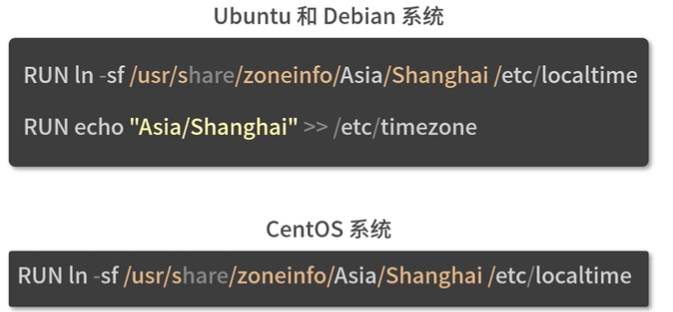 Ubuntu 和 Debian 系统
RUN ln -sf /usr/share/zoneinfo/Asia/Shanghai /etc/localtime
RUN echo "Asia/Shanghai" >> /etc/timezone
CentOS 系统
RUN ln -sf /usr/share/zoneinfo/Asia/Shanghai /etc/localtime